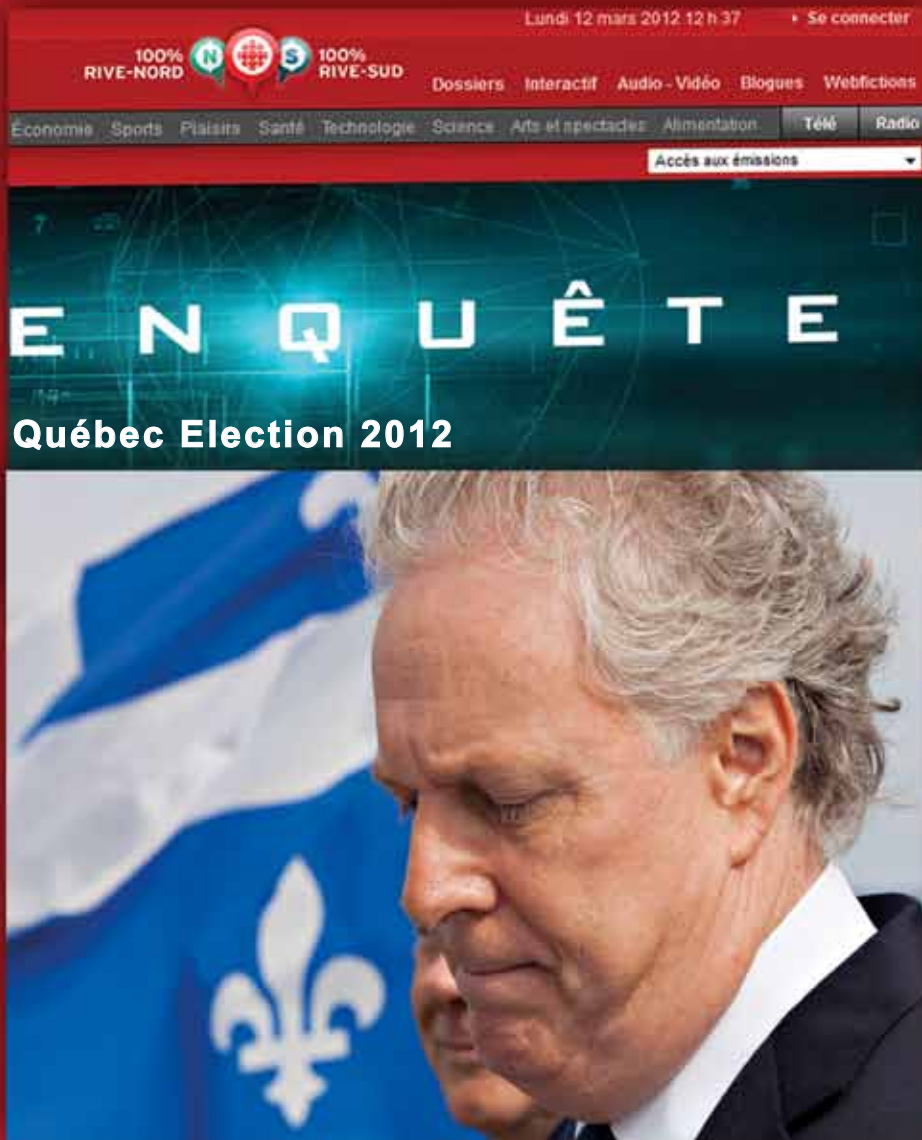 Lundi 12 mars 2012 12 h 37 Se connecter
100% RIVE-NORD N S 100% RIVE-SUD
Dossiers Interactif Audio - Vidéo Blogues Webfictions
Économie Sports Plaisirs Santé Technologie Science Arts et spectacles Alimentation Télé Radio
Accès aux émissions
ENQUÊTE
Québec Election 2012